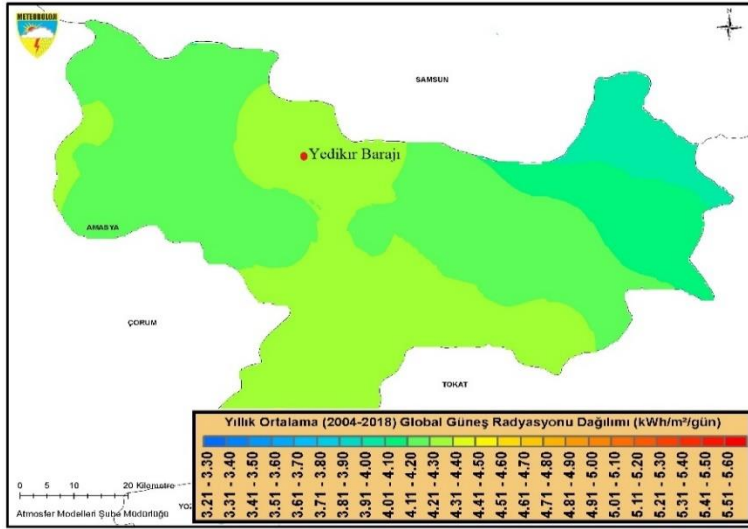 METEOROLOJİ
N
SAMSUN
Yedikır Barajı
AMASYA
ÇORUM
TOKAT
Yıllık Ortalama (2004-2018) Global Güneş Radyasyonu Dağılımı (kWh/m²/gün)
3.21 - 3.30
3.31 - 3.40
3.41 - 3.50
3.51 - 3.60
3.61 - 3.70
3.71 - 3.80
3.81 - 3.90
3.91 - 4.00
4.01 - 4.10
4.11 - 4.20
4.21 - 4.30
4.31 - 4.40
4.41 - 4.50
4.51 - 4.60
4.61 - 4.70
4.71 - 4.80
4.81 - 4.90
4.91 - 5.00
5.01 - 5.10
5.11 - 5.20
5.21 - 5.30
5.31 - 5.40
5.41 - 5.50
5.51 - 5.60
0 5 10 20 Kilometre
Atmosfer Modelleri Şube Müdürlüğü